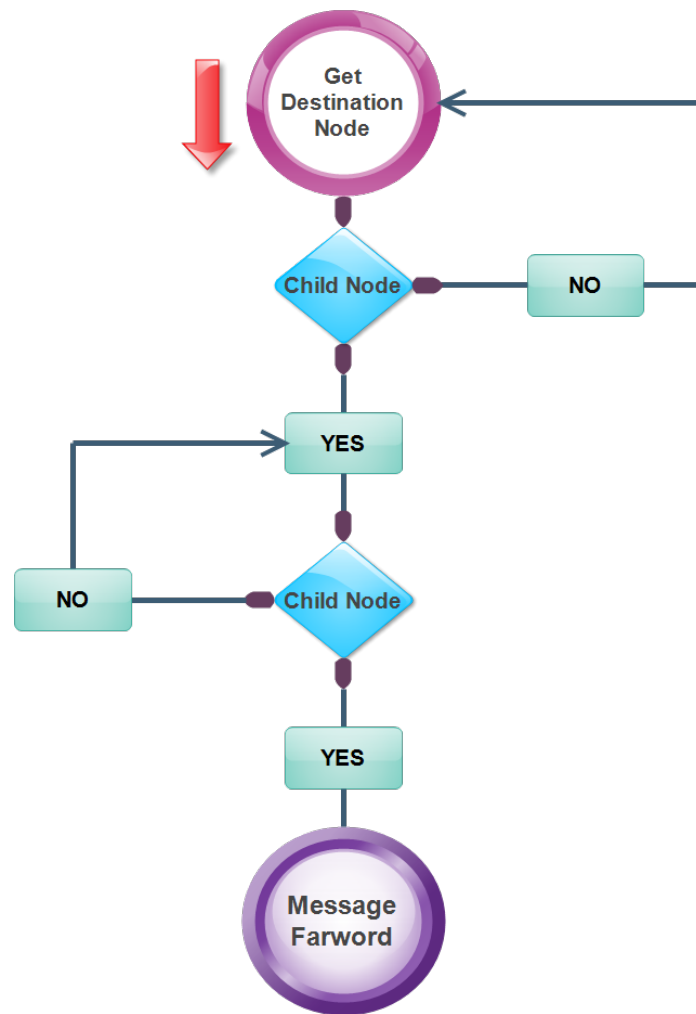 Get
Destination
Node
Child Node
NO
YES
NO
Child Node
YES
Message
Farword